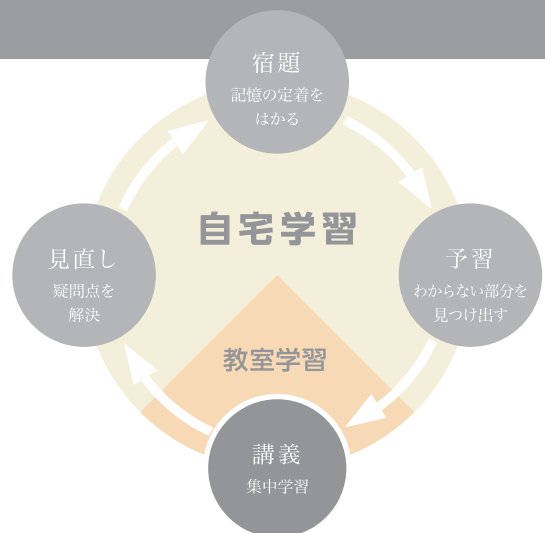 宿題
記憶の定着を
はかる
自宅学習
見直し
疑問点を
解決
予習
わからない部分を
見つけ出す
教室学習
講義
集中学習